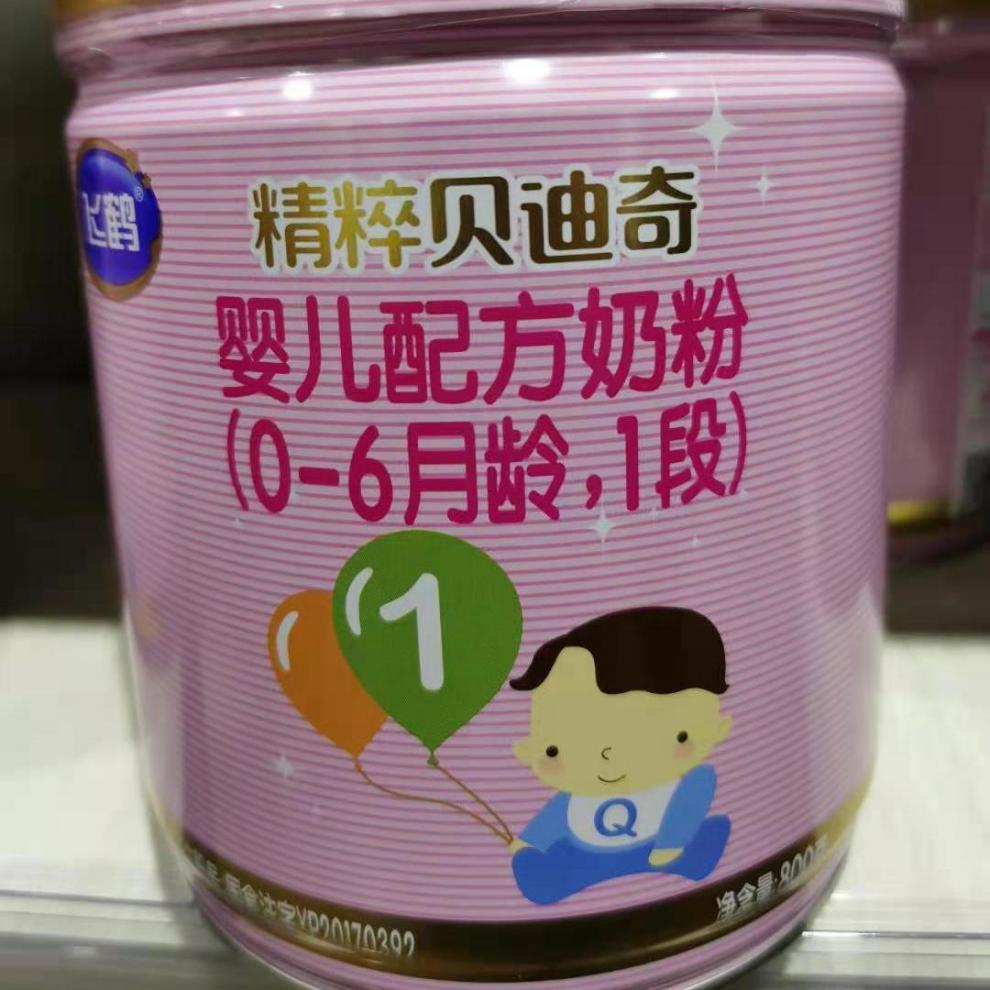 飞鹤®
精粹贝迪奇
婴儿配方奶粉
(0-6月龄,1段)
1
Q
国食注字YP20170392
净含量:800克